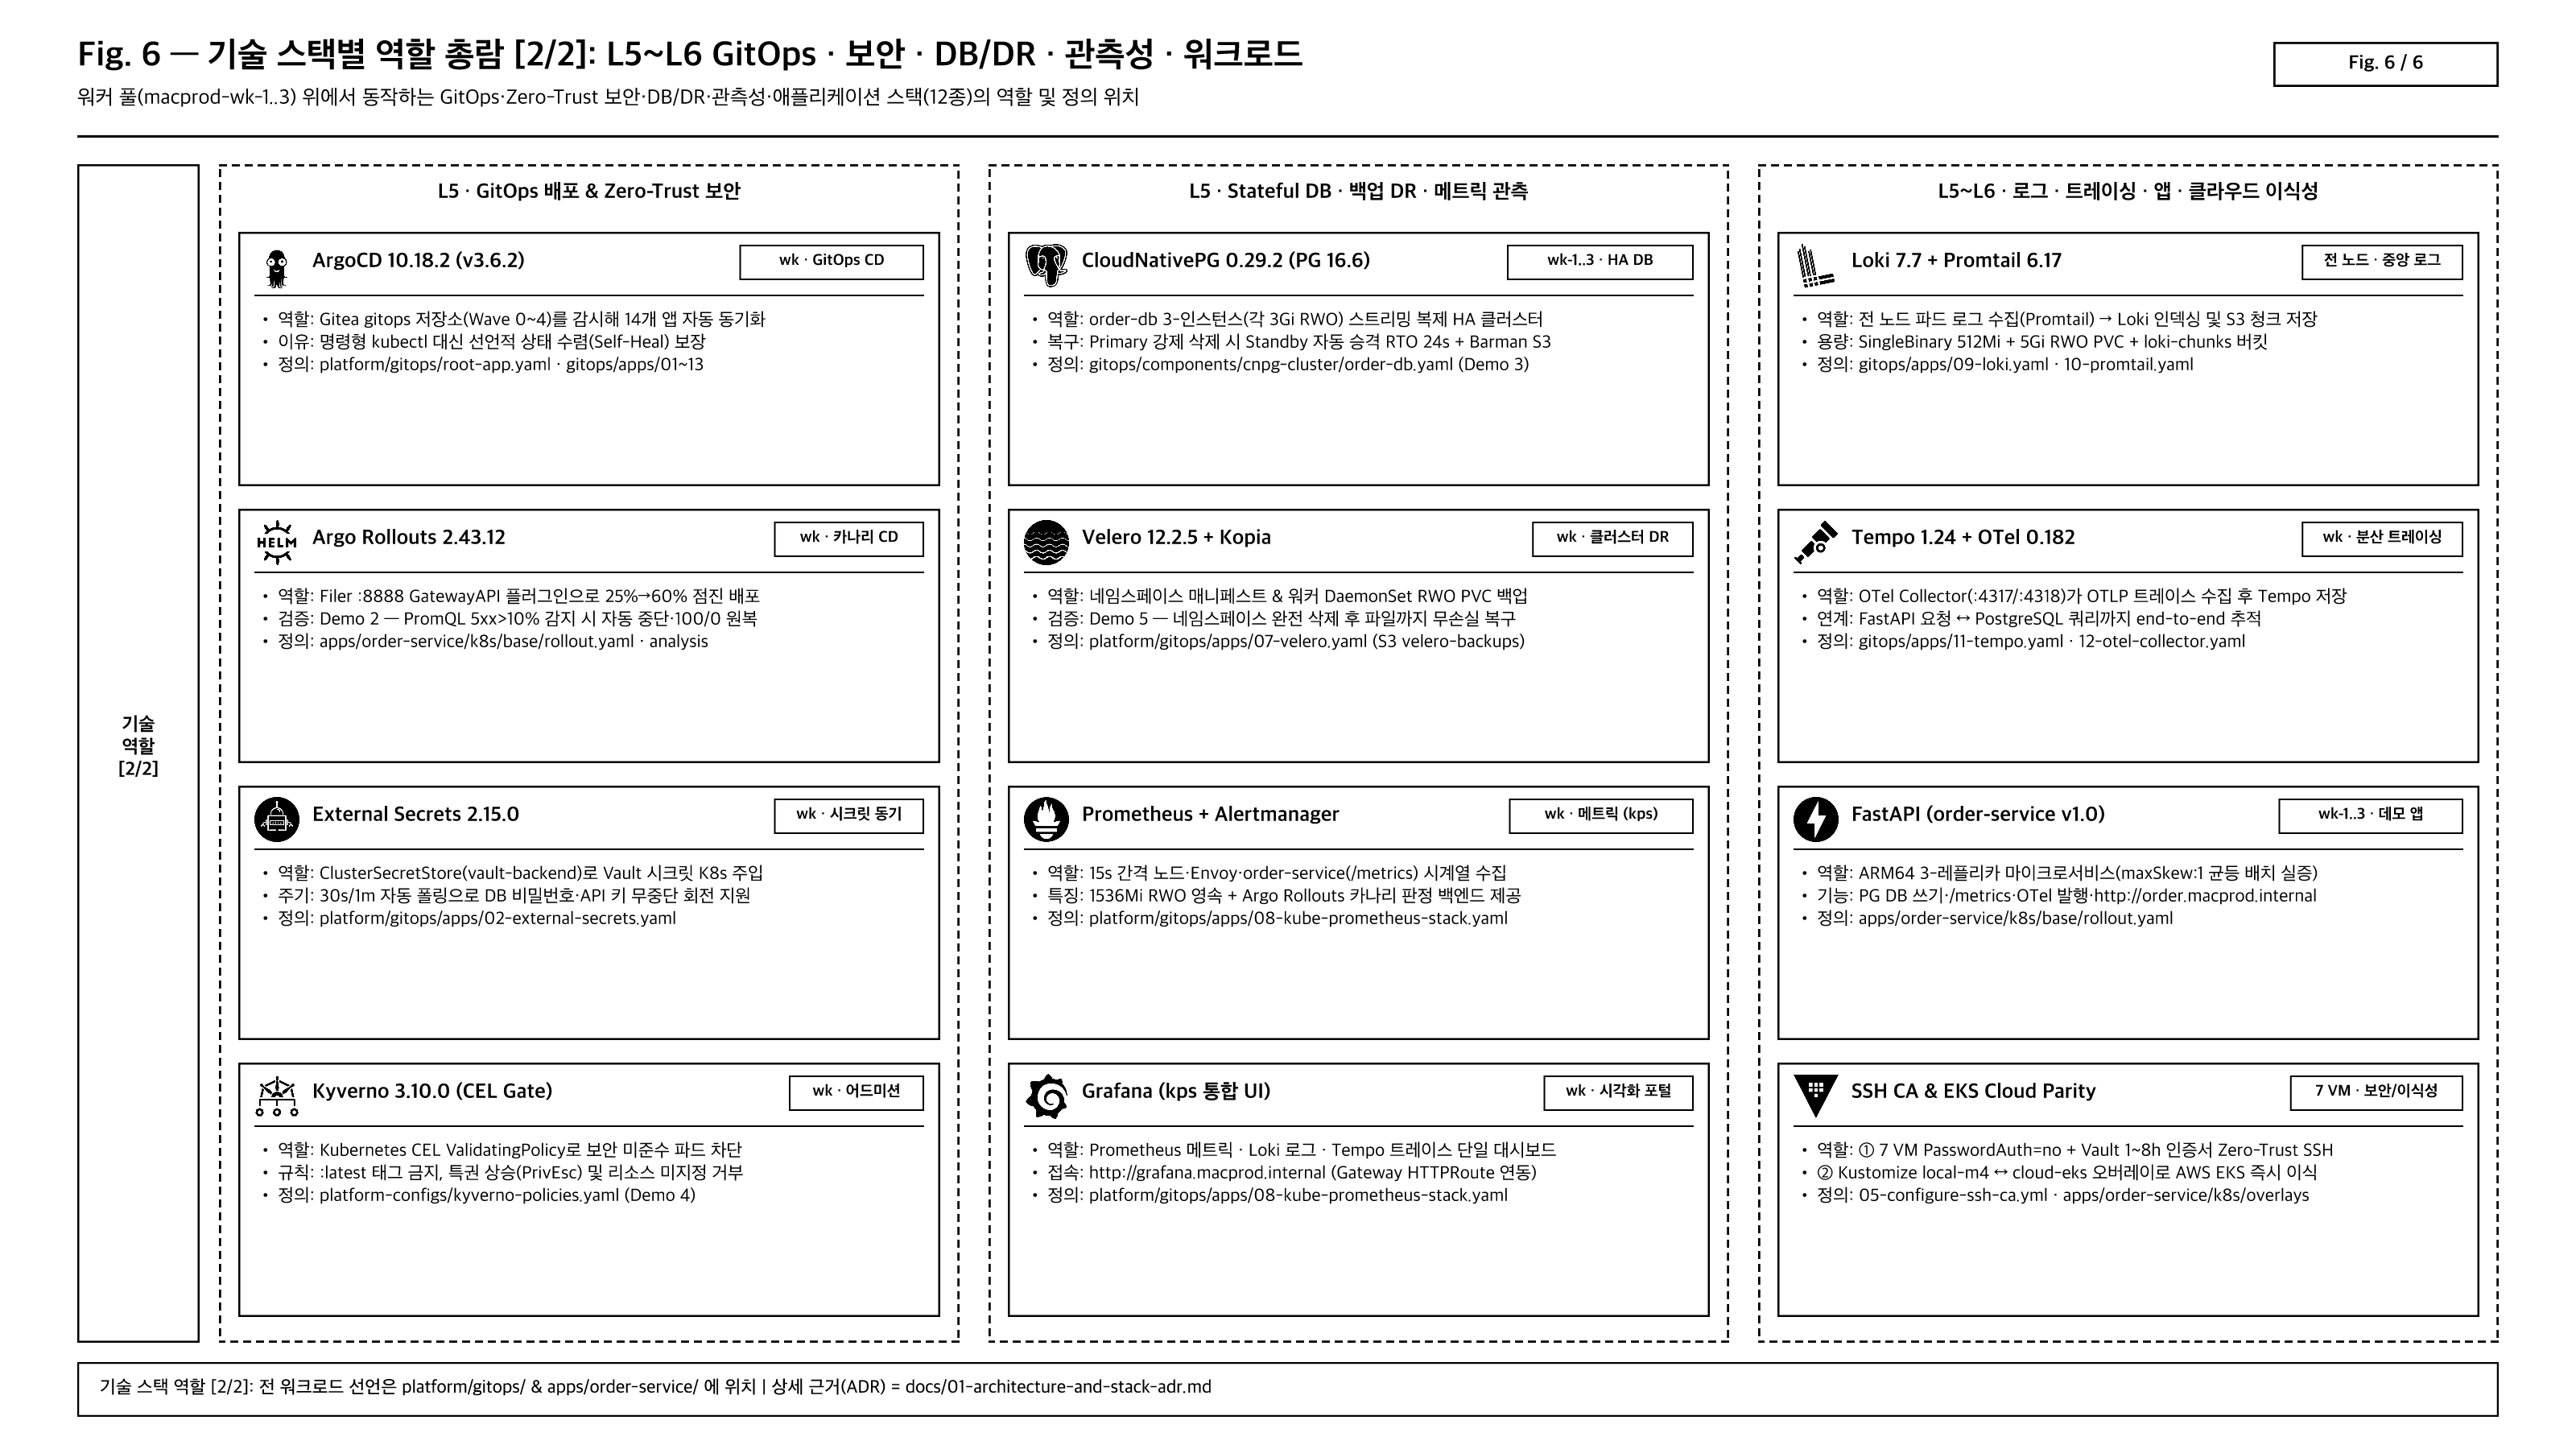 Fig. 6 — 기술 스택별 역할 총람 [2/2]: L5~L6 GitOps · 보안 · DB/DR · 관측성 · 워크로드
워커 풀(macprod-wk-1..3) 위에서 동작하는 GitOps·Zero-Trust 보안·DB/DR·관측성·애플리케이션 스택(12종)의 역할 및 정의 위치
Fig. 6 / 6
기술
역할
[2/2]
L5 · GitOps 배포 & Zero-Trust 보안
ArgoCD 10.18.2 (v3.6.2)
wk · GitOps CD
• 역할: Gitea gitops 저장소(Wave 0~4)를 감시해 14개 앱 자동 동기화
• 이유: 명령형 kubectl 대신 선언적 상태 수렴(Self-Heal) 보장
• 정의: platform/gitops/root-app.yaml · gitops/apps/01~13
HELM
Argo Rollouts 2.43.12
wk · 카나리 CD
• 역할: Filer :8888 GatewayAPI 플러그인으로 25%→60% 점진 배포
• 검증: Demo 2 — PromQL 5xx>10% 감지 시 자동 중단·100/0 원복
• 정의: apps/order-service/k8s/base/rollout.yaml · analysis
External Secrets 2.15.0
wk · 시크릿 동기
• 역할: ClusterSecretStore(vault-backend)로 Vault 시크릿 K8s 주입
• 주기: 30s/1m 자동 폴링으로 DB 비밀번호·API 키 무중단 회전 지원
• 정의: platform/gitops/apps/02-external-secrets.yaml
Kyverno 3.10.0 (CEL Gate)
wk · 어드미션
• 역할: Kubernetes CEL ValidatingPolicy로 보안 미준수 파드 차단
• 규칙: :latest 태그 금지, 특권 상승(PrivEsc) 및 리소스 미지정 거부
• 정의: platform-configs/kyverno-policies.yaml (Demo 4)
L5 · Stateful DB · 백업 DR · 메트릭 관측
CloudNativePG 0.29.2 (PG 16.6)
wk-1..3 · HA DB
• 역할: order-db 3-인스턴스(각 3Gi RWO) 스트리밍 복제 HA 클러스터
• 복구: Primary 강제 삭제 시 Standby 자동 승격 RTO 24s + Barman S3
• 정의: gitops/components/cnpg-cluster/order-db.yaml (Demo 3)
Velero 12.2.5 + Kopia
wk · 클러스터 DR
• 역할: 네임스페이스 매니페스트 & 워커 DaemonSet RWO PVC 백업
• 검증: Demo 5 — 네임스페이스 완전 삭제 후 파일까지 무손실 복구
• 정의: platform/gitops/apps/07-velero.yaml (S3 velero-backups)
Prometheus + Alertmanager
wk · 메트릭 (kps)
• 역할: 15s 간격 노드·Envoy·order-service(/metrics) 시계열 수집
• 특징: 1536Mi RWO 영속 + Argo Rollouts 카나리 판정 백엔드 제공
• 정의: platform/gitops/apps/08-kube-prometheus-stack.yaml
Grafana (kps 통합 UI)
wk · 시각화 포털
• 역할: Prometheus 메트릭 · Loki 로그 · Tempo 트레이스 단일 대시보드
• 접속: http://grafana.macprod.internal (Gateway HTTPRoute 연동)
• 정의: platform/gitops/apps/08-kube-prometheus-stack.yaml
L5~L6 · 로그 · 트레이싱 · 앱 · 클라우드 이식성
Loki 7.7 + Promtail 6.17
전 노드 · 중앙 로그
• 역할: 전 노드 파드 로그 수집(Promtail) → Loki 인덱싱 및 S3 청크 저장
• 용량: SingleBinary 512Mi + 5Gi RWO PVC + loki-chunks 버킷
• 정의: gitops/apps/09-loki.yaml · 10-promtail.yaml
Tempo 1.24 + OTel 0.182
wk · 분산 트레이싱
• 역할: OTel Collector(:4317/:4318)가 OTLP 트레이스 수집 후 Tempo 저장
• 연계: FastAPI 요청 ↔ PostgreSQL 쿼리까지 end-to-end 추적
• 정의: gitops/apps/11-tempo.yaml · 12-otel-collector.yaml
FastAPI (order-service v1.0)
wk-1..3 · 데모 앱
• 역할: ARM64 3-레플리카 마이크로서비스(maxSkew:1 균등 배치 실증)
• 기능: PG DB 쓰기·/metrics·OTel 발행·http://order.macprod.internal
• 정의: apps/order-service/k8s/base/rollout.yaml
SSH CA & EKS Cloud Parity
7 VM · 보안/이식성
• 역할: ① 7 VM PasswordAuth=no + Vault 1~8h 인증서 Zero-Trust SSH
• ② Kustomize local-m4 ↔ cloud-eks 오버레이로 AWS EKS 즉시 이식
• 정의: 05-configure-ssh-ca.yml · apps/order-service/k8s/overlays
기술 스택 역할 [2/2]: 전 워크로드 선언은 platform/gitops/ & apps/order-service/ 에 위치 | 상세 근거(ADR) = docs/01-architecture-and-stack-adr.md